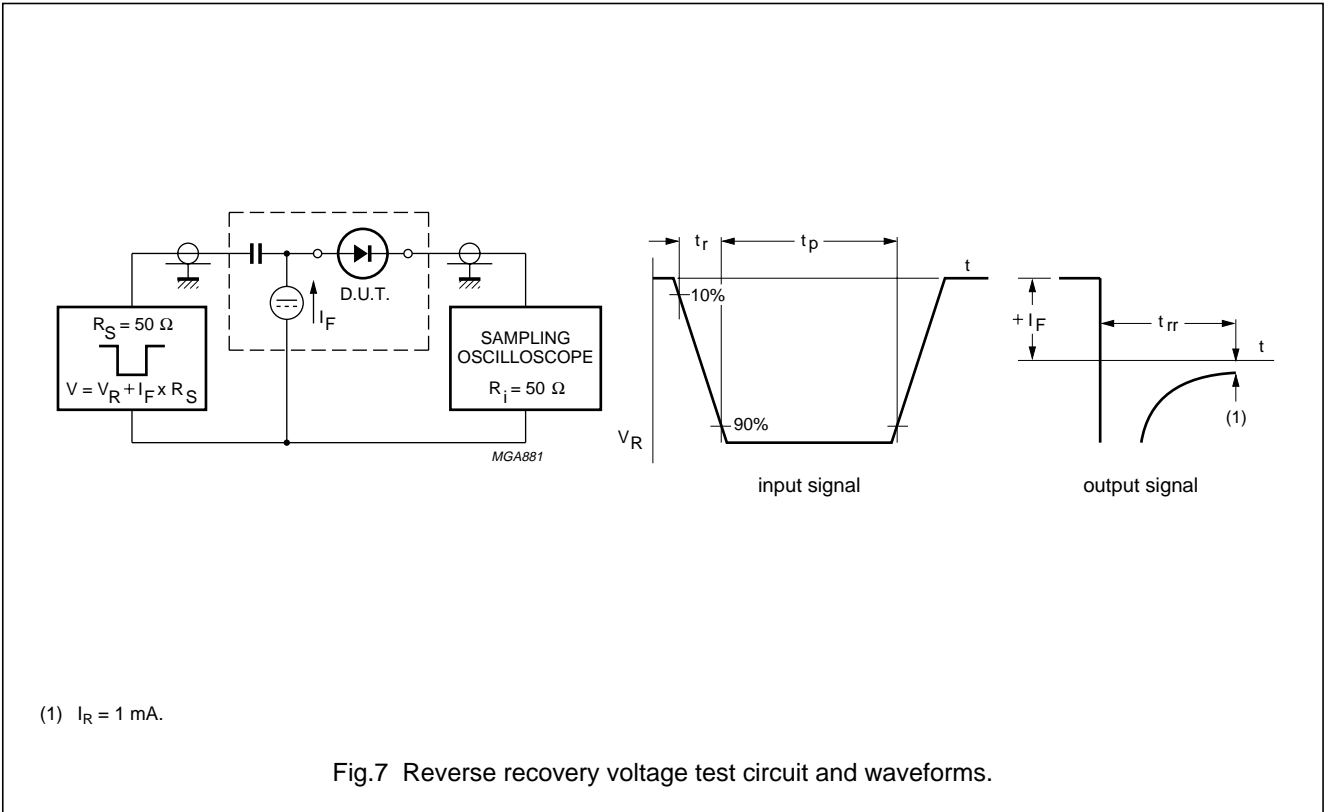 R_S = 50 Ω
V = V_R + I_F x R_S
I_F
D.U.T.
SAMPLING
OSCILLOSCOPE
R_i = 50 Ω
MGA881
t_r
t_p
t
10%
90%
V_R
input signal
+ I_F
t_rr
t
(1)
output signal
(1) I_R = 1 mA.
Fig.7 Reverse recovery voltage test circuit and waveforms.